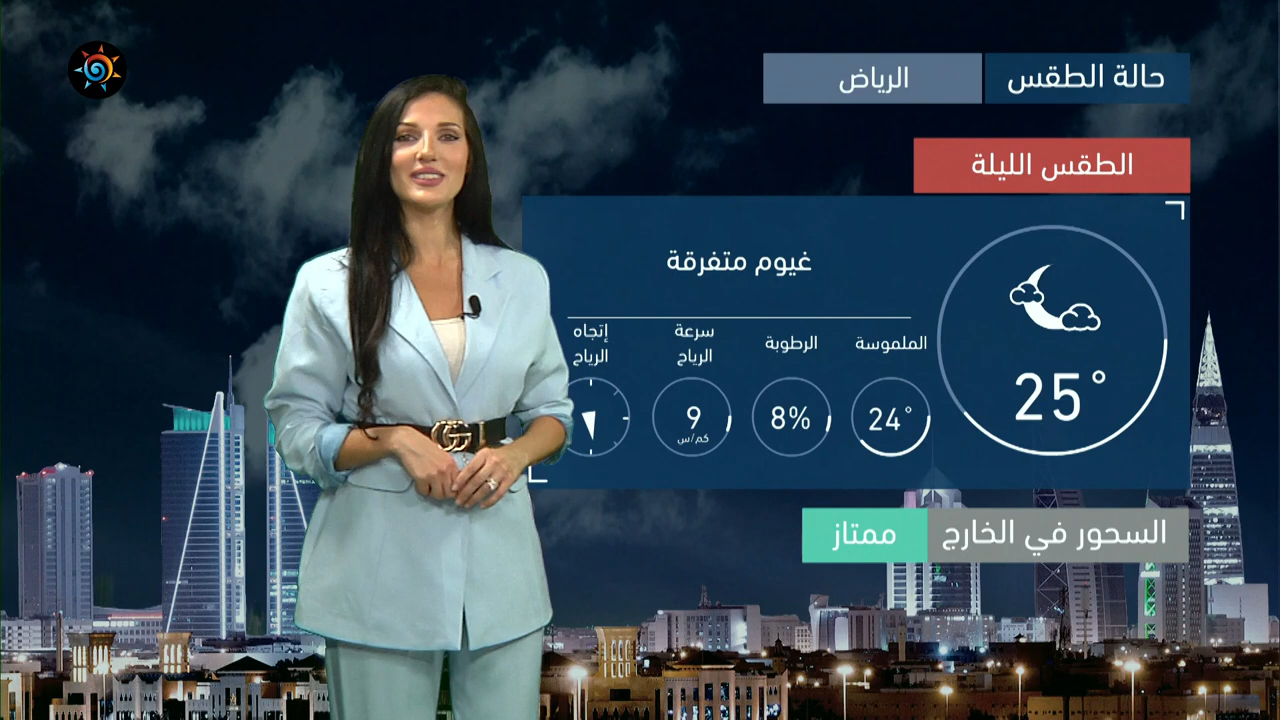 حالة الطقس
الرياض
الطقس الليلة
غيوم متفرقة
25°
الملموسة
24°
الرطوبة
8%
سرعة
الرياح
9
كم/س
إتجاه
الرياح
السحور في الخارج
ممتاز